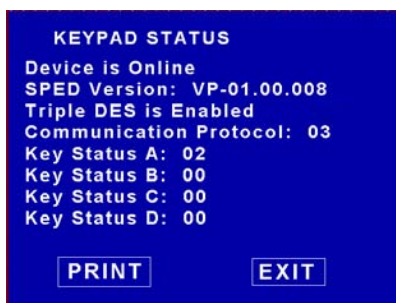 KEYPAD STATUS
Device is Online
SPED Version: VP-01.00.008
Triple DES is Enabled
Communication Protocol: 03
Key Status A: 02
Key Status B: 00
Key Status C: 00
Key Status D: 00
PRINT EXIT